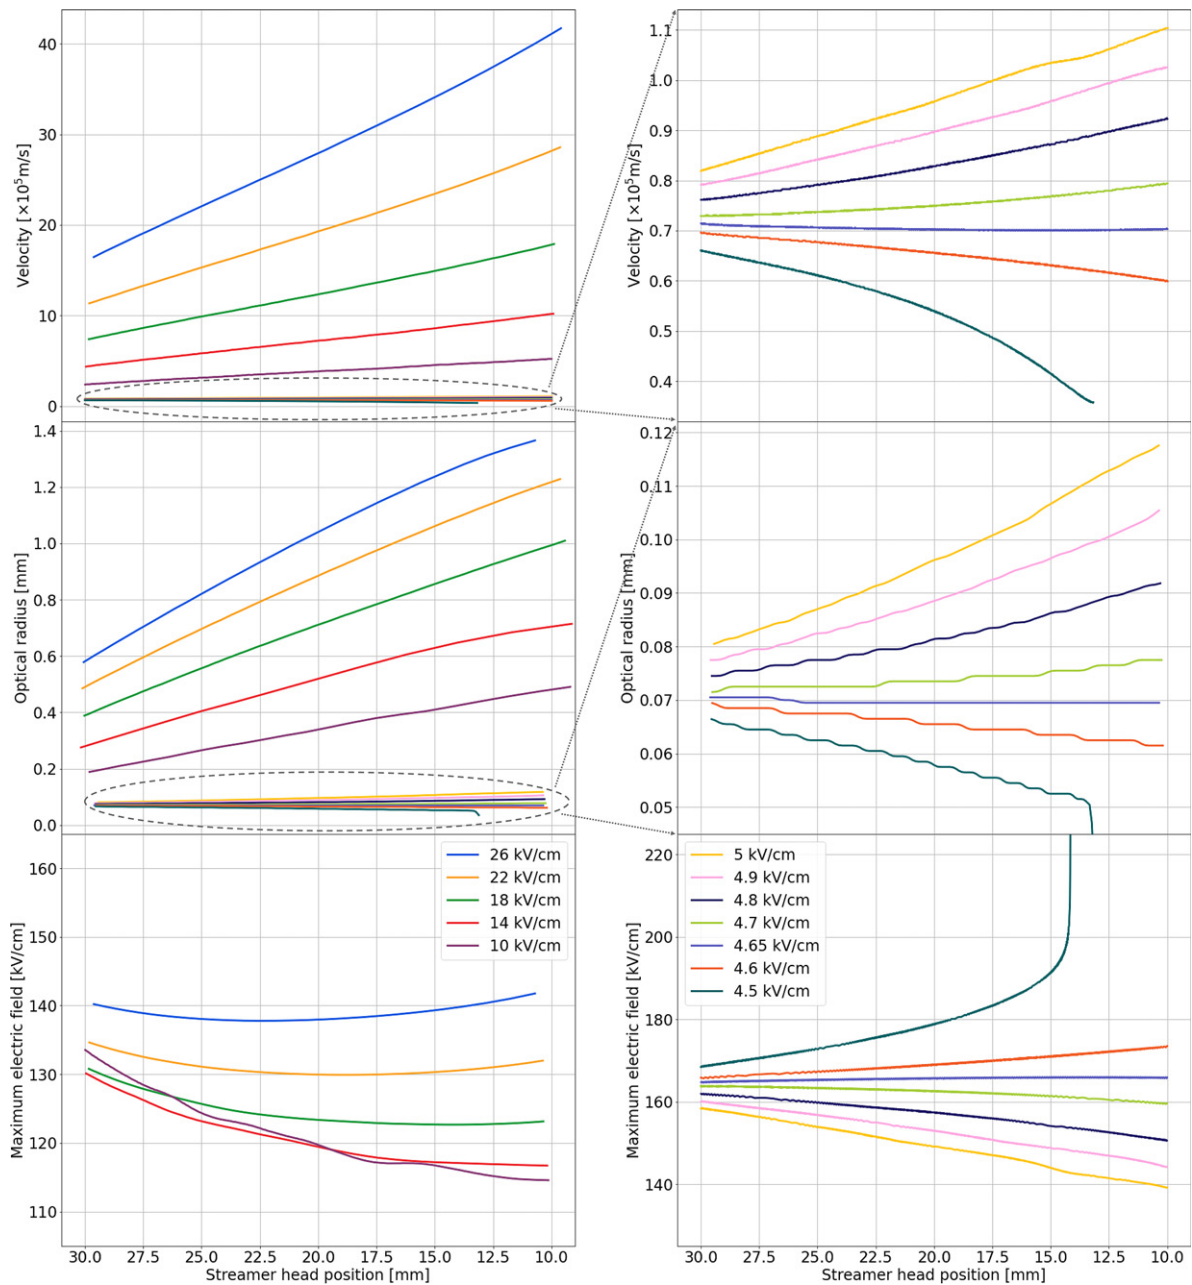 40
30
20
10
0
Velocity [×10⁵m/s]
1.1
1.0
0.9
0.8
0.7
0.6
0.5
0.4
Velocity [×10⁵m/s]
1.4
1.2
1.0
0.8
0.6
0.4
0.2
0.0
Optical radius [mm]
0.12
0.11
0.10
0.09
0.08
0.07
0.06
0.05
Optical radius [mm]
160
150
140
130
120
110
Maximum electric field [kV/cm]
26 kV/cm
22 kV/cm
18 kV/cm
14 kV/cm
10 kV/cm
30.0 27.5 25.0 22.5 20.0 17.5 15.0 12.5 10.0
Streamer head position [mm]
220
200
180
160
140
Maximum electric field [kV/cm]
5 kV/cm
4.9 kV/cm
4.8 kV/cm
4.7 kV/cm
4.65 kV/cm
4.6 kV/cm
4.5 kV/cm
30.0 27.5 25.0 22.5 20.0 17.5 15.0 12.5 10.0
Streamer head position [mm]